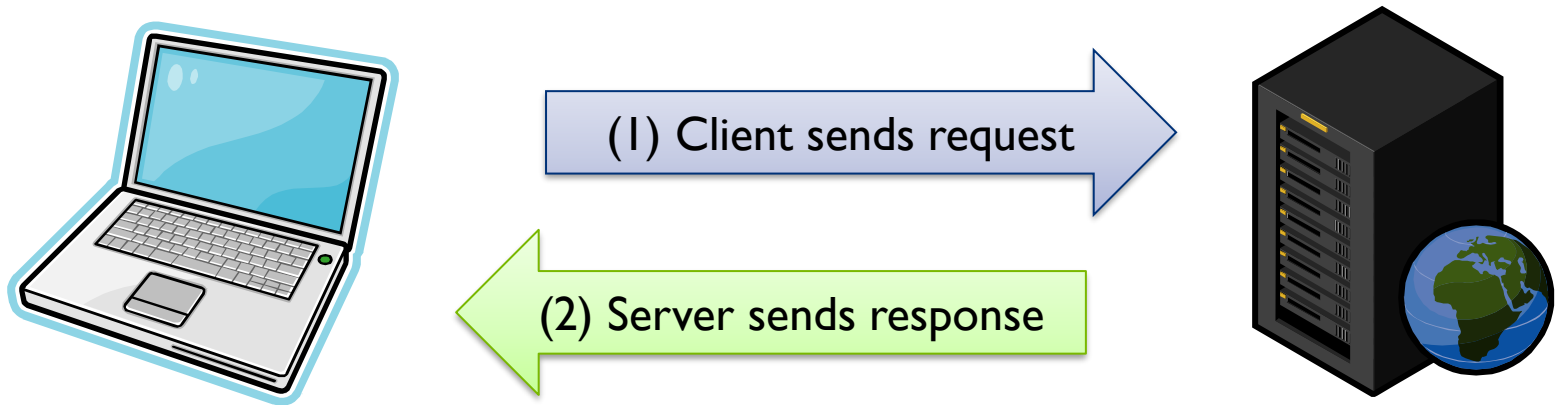 (1) Client sends request
(2) Server sends response